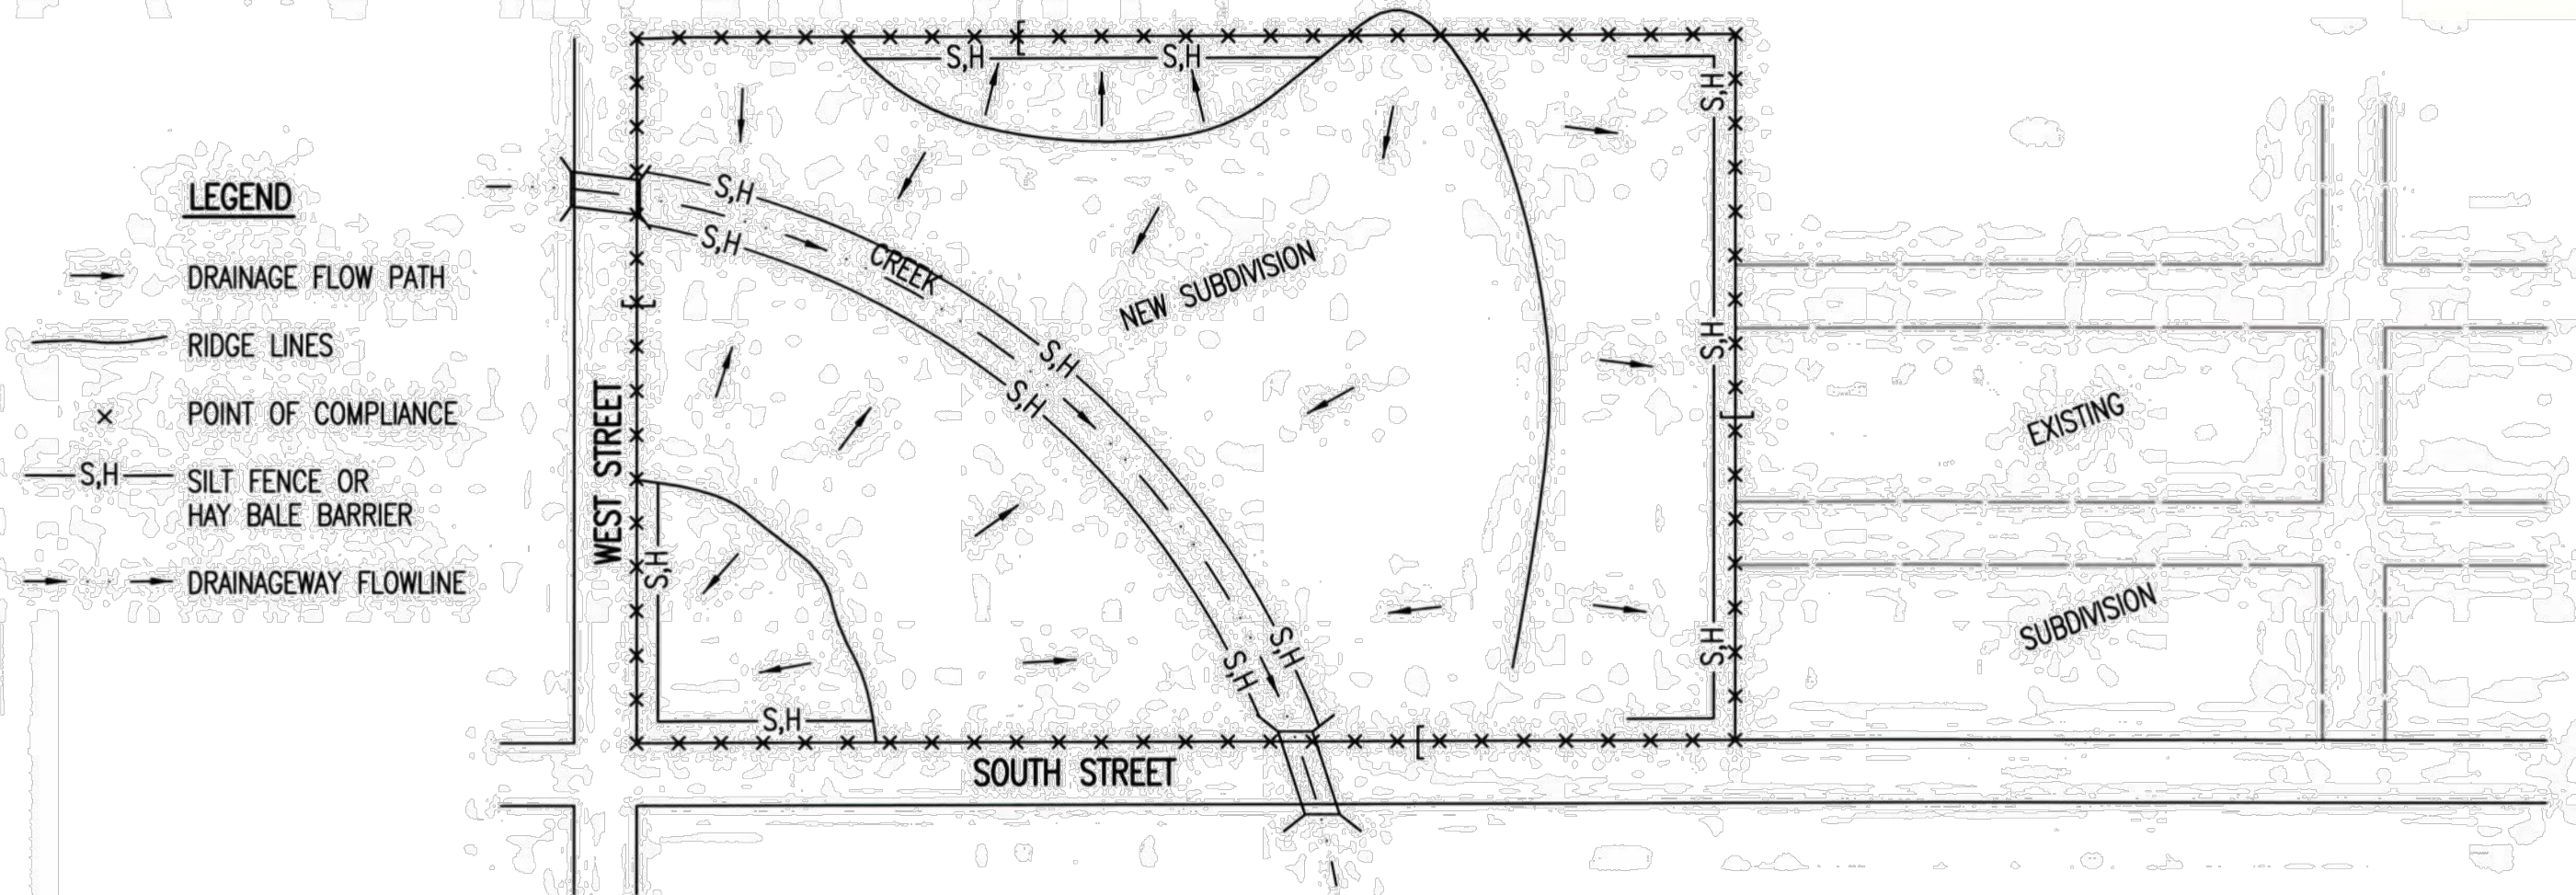 LEGEND
DRAINAGE FLOW PATH
RIDGE LINES
× POINT OF COMPLIANCE
S,H SILT FENCE OR
HAY BALE BARRIER
DRAINAGEWAY FLOWLINE
WEST STREET
S,H
S,H
S,H
S,H
S,H
CREEK
NEW SUBDIVISION
S,H
S,H
S,H
S,H
S,H
S,H
S,H
S,H
SOUTH STREET
EXISTING
SUBDIVISION